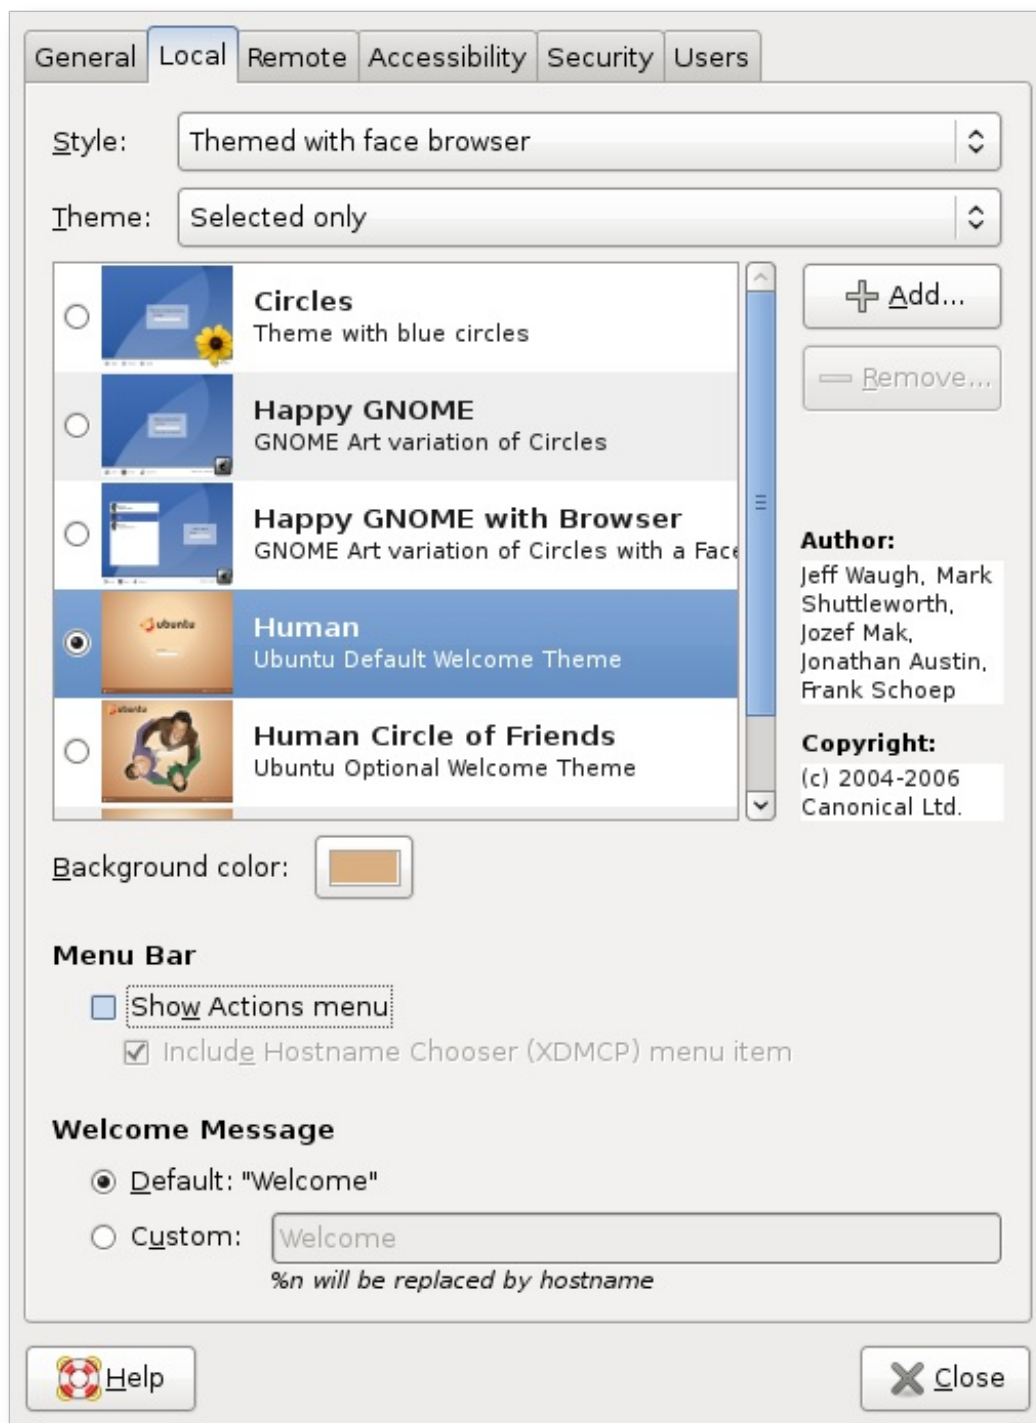 General Local Remote Accessibility Security Users
Style: Themed with face browser
Theme: Selected only
Circles
Theme with blue circles
Happy GNOME
GNOME Art variation of Circles
Happy GNOME with Browser
GNOME Art variation of Circles with a Face
ubuntu
Human
Ubuntu Default Welcome Theme
ubuntu
Human Circle of Friends
Ubuntu Optional Welcome Theme
Add...
Remove...
Author:
Jeff Waugh, Mark
Shuttleworth,
Jozef Mak,
Jonathan Austin,
Frank Schoep
Copyright:
(c) 2004-2006
Canonical Ltd.
Background color:
Menu Bar
Show Actions menu
Include Hostname Chooser (XDMCP) menu item
Welcome Message
Default: "Welcome"
Custom: Welcome
%n will be replaced by hostname
Help
Close